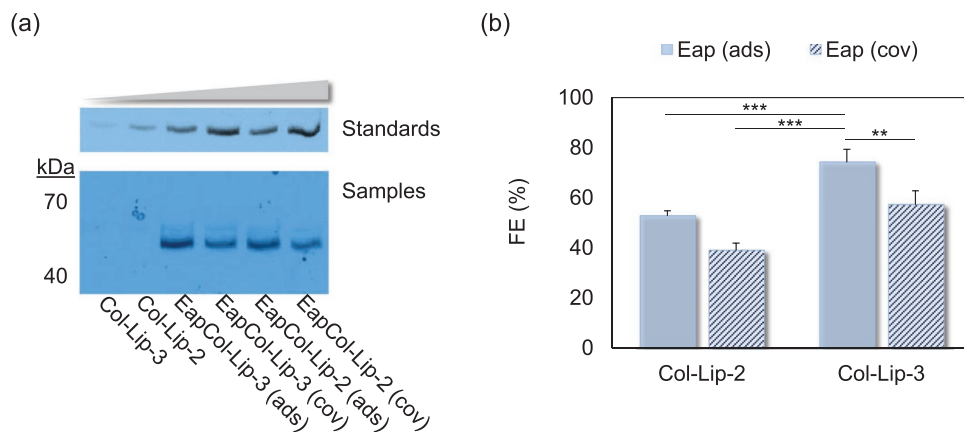 (a)
Standards
kDa
70
Samples
40
Col-Lip-3
Col-Lip-2
EapCol-Lip-3 (ads)
EapCol-Lip-3 (cov)
EapCol-Lip-2 (ads)
EapCol-Lip-2 (cov)
(b)
Eap (ads) Eap (cov)
FE (%)
100
80
60
40
20
0
***
***
**
Col-Lip-2 Col-Lip-3